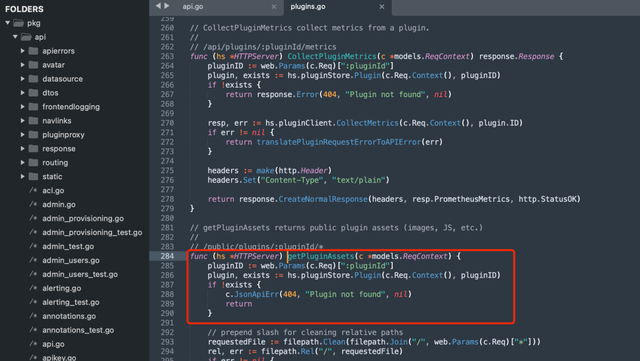 FOLDERS
pkg
api
apierrors
avatar
datasource
dtos
frontendlogging
navlinks
pluginproxy
response
routing
static
/* acl.go
/* admin.go
/* admin_provisioning.go
/* admin_provisioning_test.go
/* admin_test.go
/* admin_users.go
/* admin_users_test.go
/* alerting.go
/* alerting_test.go
/* annotations.go
/* annotations_test.go
/* api.go
/* apikey.go
api.go × plugins.go ×
259
260 // CollectPluginMetrics collect metrics from a plugin.
261 //
262 // /api/plugins/:pluginId/metrics
263 func (hs *HTTPServer) CollectPluginMetrics(c *models.ReqContext) response.Response {
264 pluginID := web.Params(c.Req)[":pluginId"]
265 plugin, exists := hs.pluginStore.Plugin(c.Req.Context(), pluginID)
266 if !exists {
267 return response.Error(404, "Plugin not found", nil)
268 }
269
270 resp, err := hs.pluginClient.CollectMetrics(c.Req.Context(), plugin.ID)
271 if err != nil {
272 return translatePluginRequestErrorToAPIError(err)
273 }
274
275 headers := make(http.Header)
276 headers.Set("Content-Type", "text/plain")
277
278 return response.CreateNormalResponse(headers, resp.PrometheusMetrics, http.StatusOK)
279 }
280
281 // getPluginAssets returns public plugin assets (images, JS, etc.)
282 //
283 // /public/plugins/:pluginId/*
284 func (hs *HTTPServer) getPluginAssets(c *models.ReqContext) {
285 pluginID := web.Params(c.Req)[":pluginId"]
286 plugin, exists := hs.pluginStore.Plugin(c.Req.Context(), pluginID)
287 if !exists {
288 c.JsonApiErr(404, "Plugin not found", nil)
289 return
290 }
291
292 // prepend slash for cleaning relative paths
293 requestedFile := filepath.Clean(filepath.Join("/", web.Params(c.Req)["*"]))
294 rel, err := filepath.Rel("/", requestedFile)
295 if err != nil {